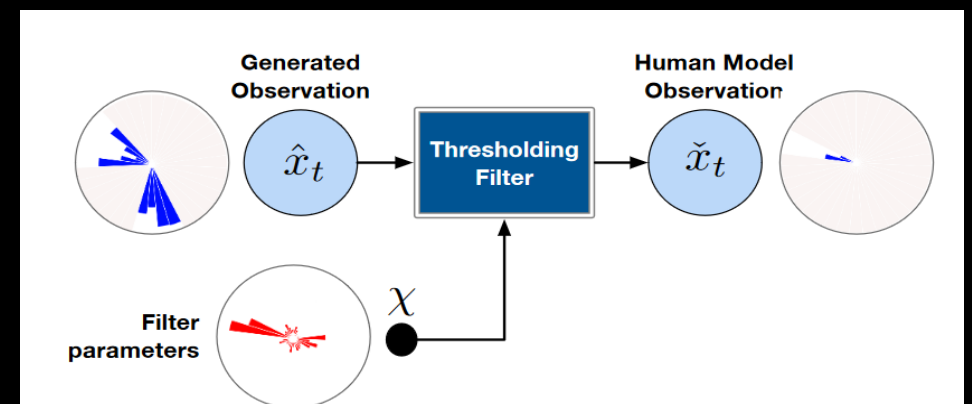 Generated
Observation
Human Model
Observation
x̂ₜ
Thresholding
Filter
x̌ₜ
χ
Filter
parameters